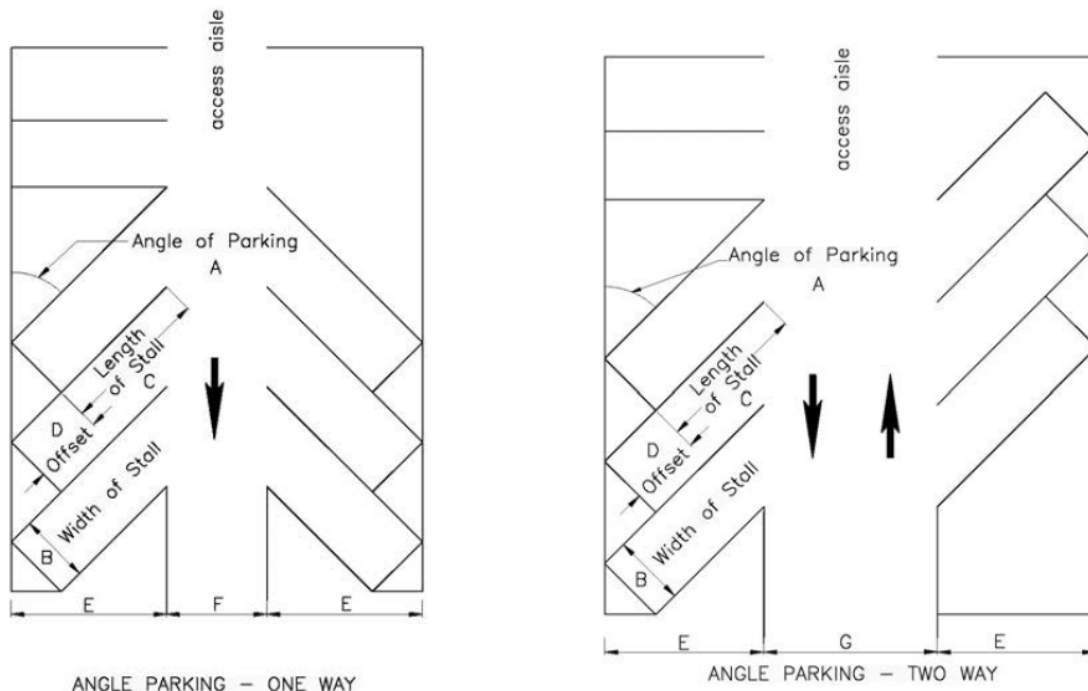 access aisle
Angle of Parking
A
Length
of Stall
C
D
Offset
Width of Stall
B
E
F
E
ANGLE PARKING – ONE WAY
access aisle
Angle of Parking
A
Length
of Stall
C
D
Offset
Width of Stall
B
E
G
E
ANGLE PARKING – TWO WAY